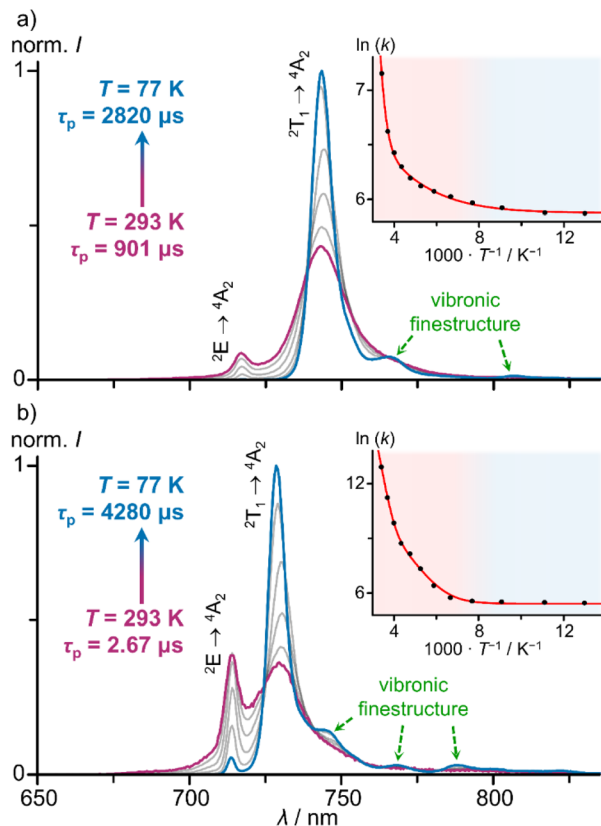 a)
norm. I
1
T = 77 K
τp = 2820 µs
T = 293 K
τp = 901 µs
²E → ⁴A₂
²T₁ → ⁴A₂
vibronic
finestructure
0
ln (k)
7
6
4
8
12
1000 · T⁻¹ / K⁻¹
b)
norm. I
1
T = 77 K
τp = 4280 µs
T = 293 K
τp = 2.67 µs
²E → ⁴A₂
²T₁ → ⁴A₂
vibronic
finestructure
0
ln (k)
12
9
6
4
8
12
1000 · T⁻¹ / K⁻¹
650
700
750
800
λ / nm